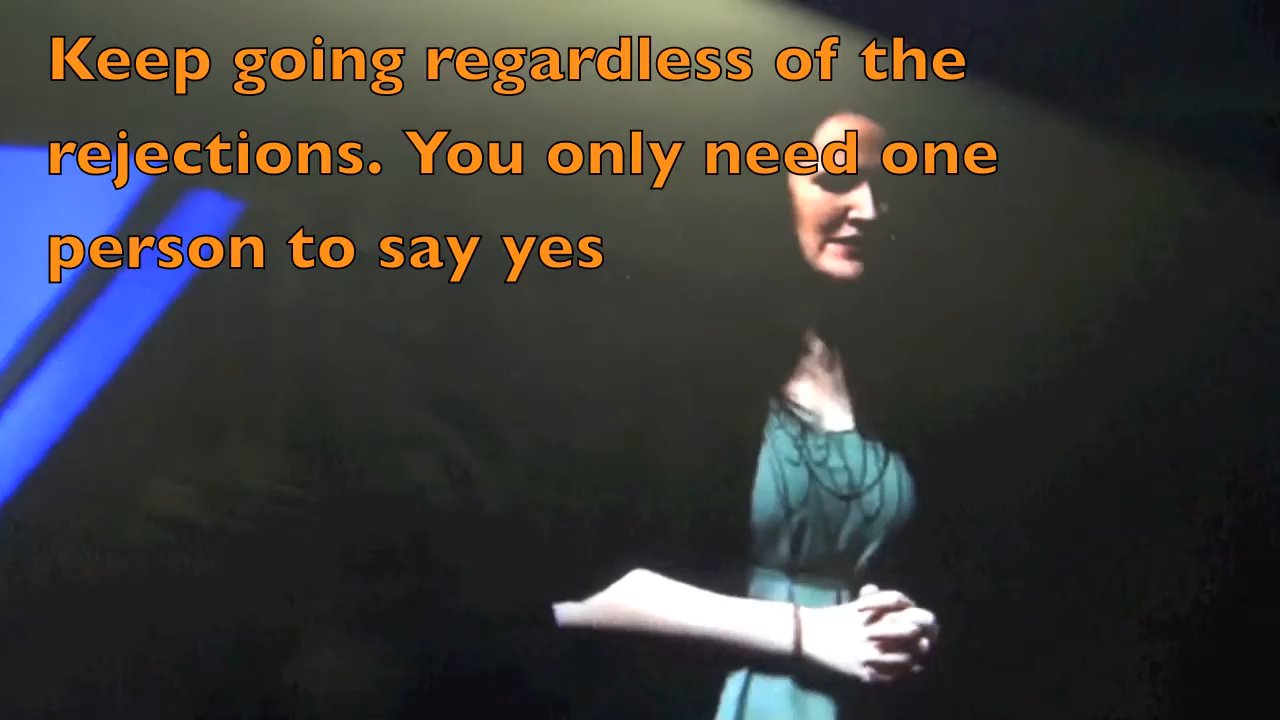 Keep going regardless of the
rejections. You only need one
person to say yes